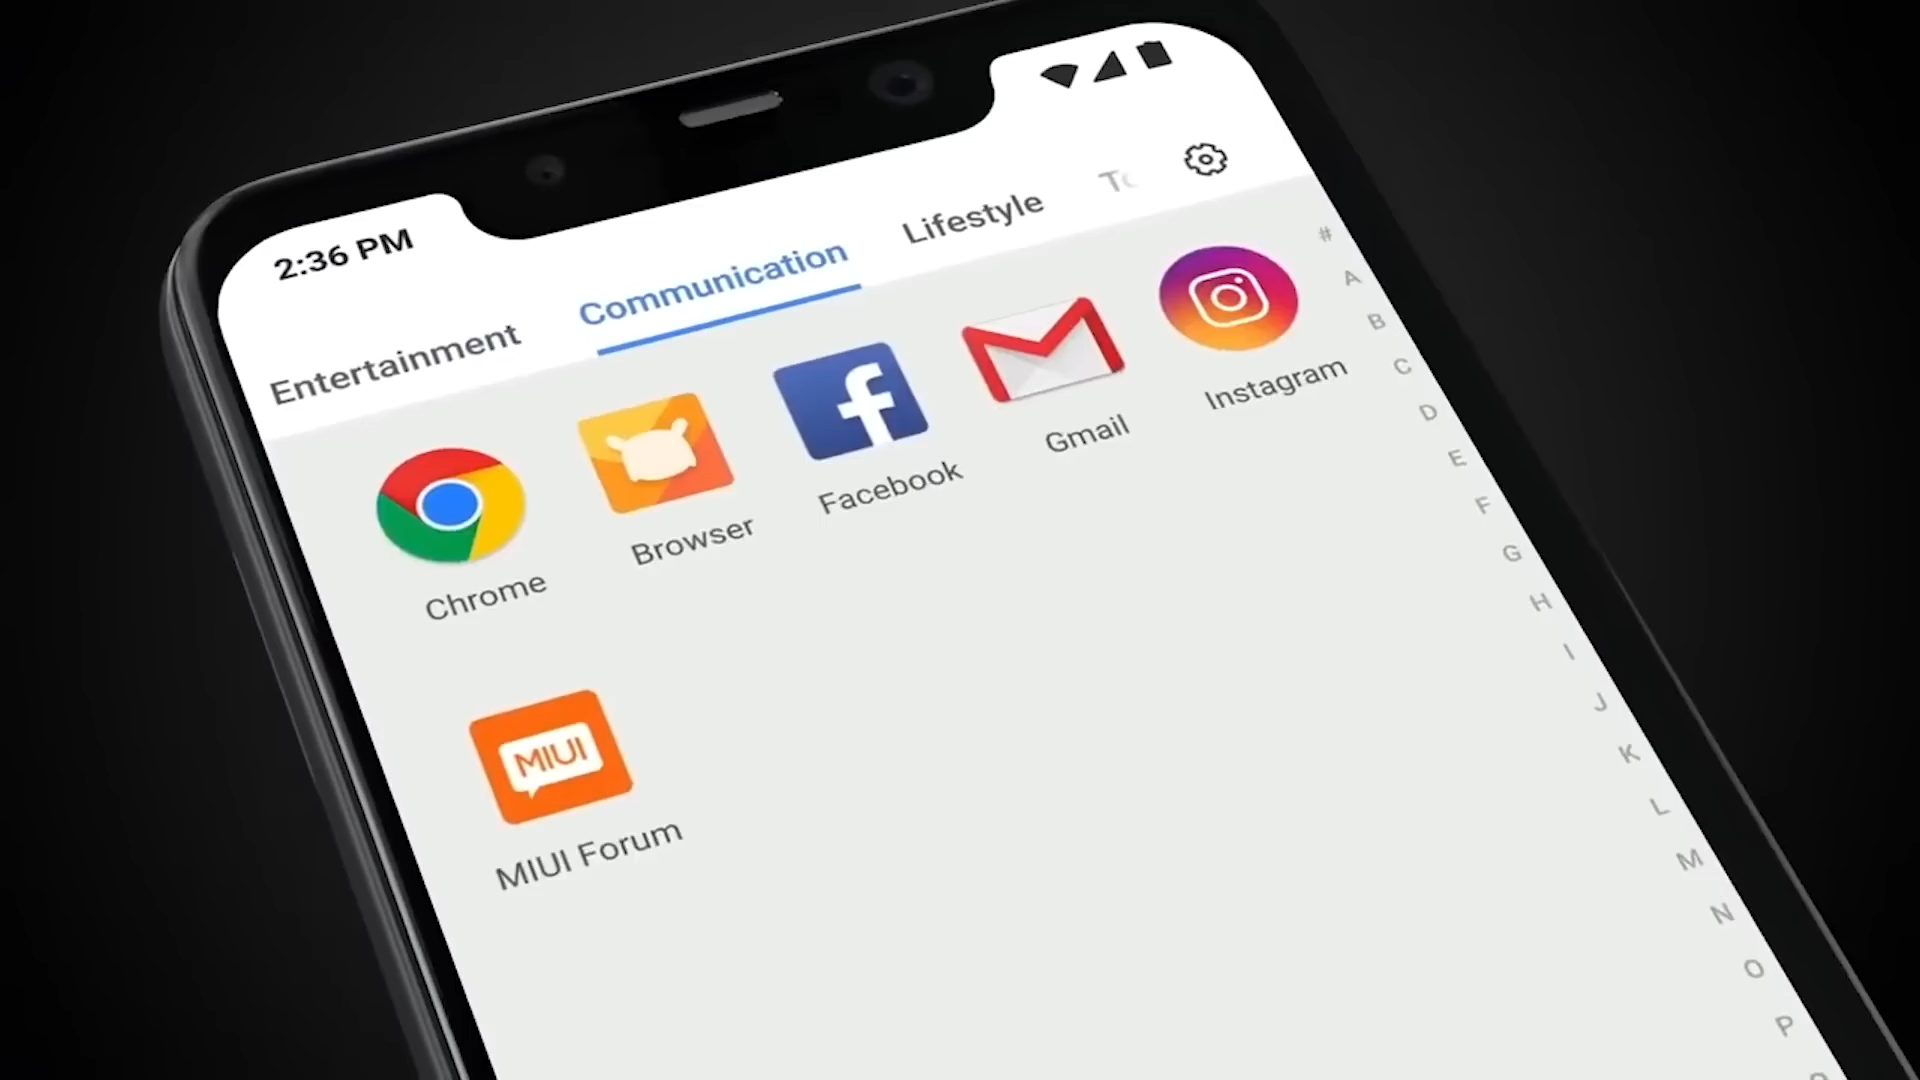 2:36 PM
Entertainment
Communication
Lifestyle
Chrome
Browser
Facebook
Gmail
Instagram
MIUI
MIUI Forum
#
A
B
C
D
E
F
G
H
I
J
K
L
M
N
O
P